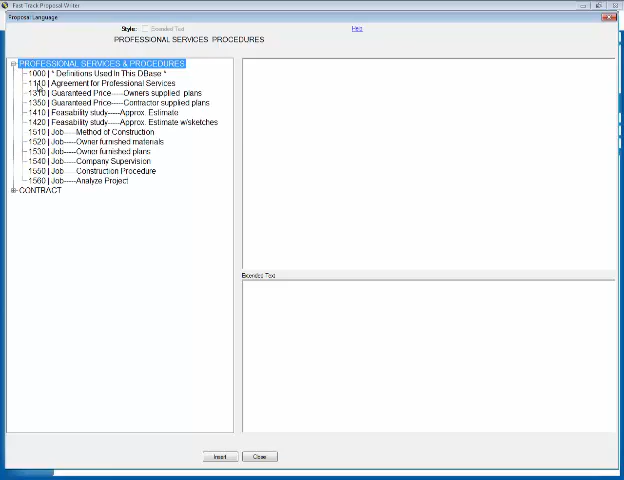 Fast Track Proposal Writer
Proposal Language
Style: Extended Text Help
PROFESSIONAL SERVICES PROCEDURES
PROFESSIONAL SERVICES & PROCEDURES
1000 | * Definitions Used In This DBase *
1110 | Agreement for Professional Services
1310 | Guaranteed Price-----Owners supplied plans
1350 | Guaranteed Price----Contractor supplied plans
1410 | Feasability study----Approx. Estimate
1420 | Feasability study----Approx. Estimate w/sketches
1510 | Job-----Method of Construction
1520 | Job-----Owner furnished materials
1530 | Job-----Owner furnished plans
1540 | Job-----Company Supervision
1550 | Job-----Construction Procedure
1560 | Job-----Analyze Project
CONTRACT
Extended Text
Insert Close